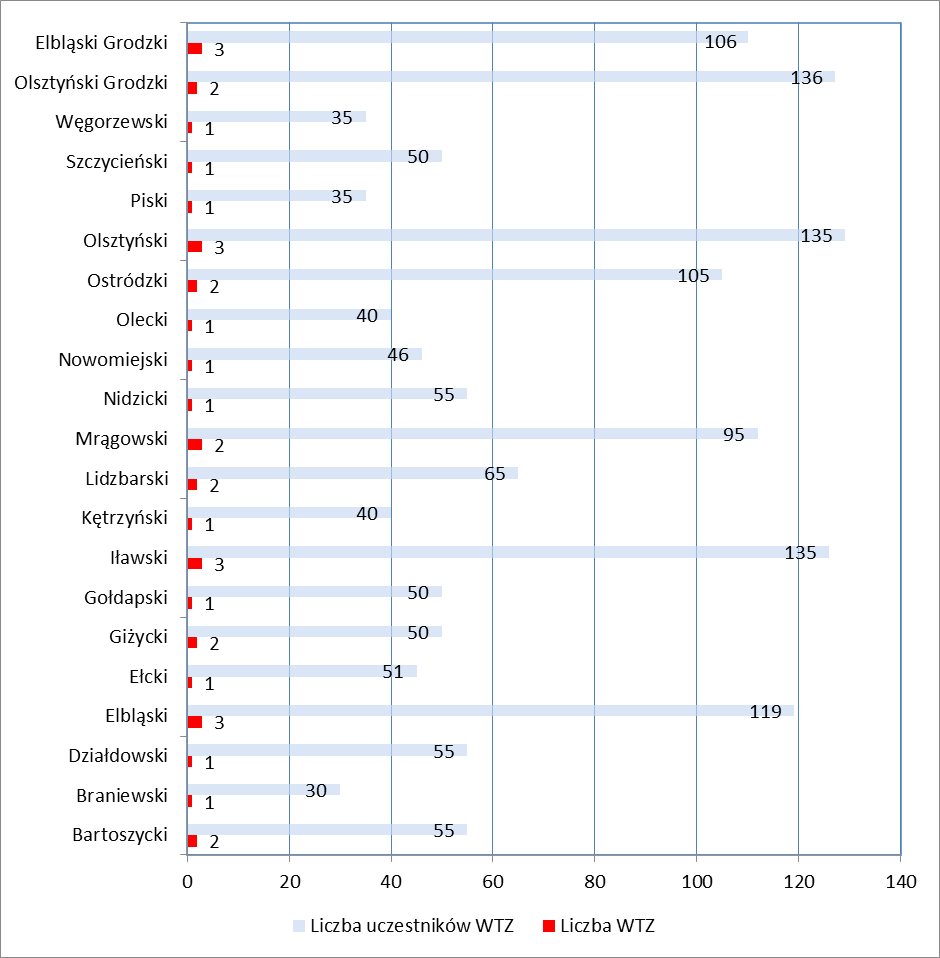 Elbląski Grodzki 106
3
Olsztyński Grodzki 136
2
Węgorzewski 35
1
Szczycieński 50
1
Piski 35
1
Olsztyński 135
3
Ostródzki 105
2
Olecki 40
1
Nowomiejski 46
1
Nidzicki 55
1
Mrągowski 95
2
Lidzbarski 65
2
Kętrzyński 40
1
Iławski 135
3
Gołdapski 50
1
Giżycki 50
2
Ełcki 51
1
Elbląski 119
3
Działdowski 55
1
Braniewski 30
1
Bartoszycki 55
2
0 20 40 60 80 100 120 140
Liczba uczestników WTZ Liczba WTZ